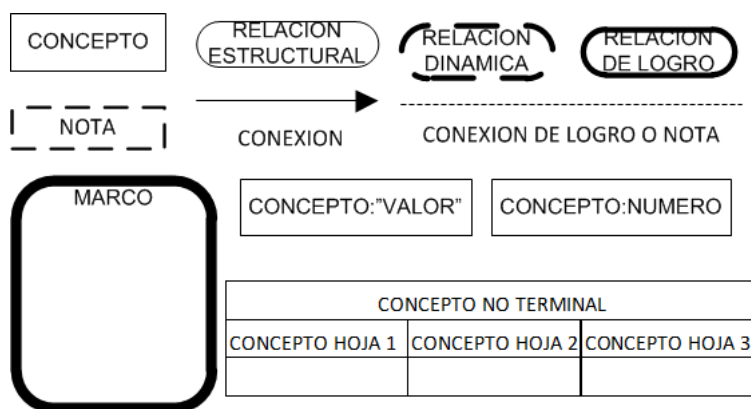 CONCEPTO
RELACION
ESTRUCTURAL
RELACION
DINAMICA
RELACION
DE LOGRO
NOTA
CONEXION
CONEXION DE LOGRO O NOTA
MARCO
CONCEPTO:"VALOR"
CONCEPTO:NUMERO
CONCEPTO NO TERMINAL
CONCEPTO HOJA 1
CONCEPTO HOJA 2
CONCEPTO HOJA 3